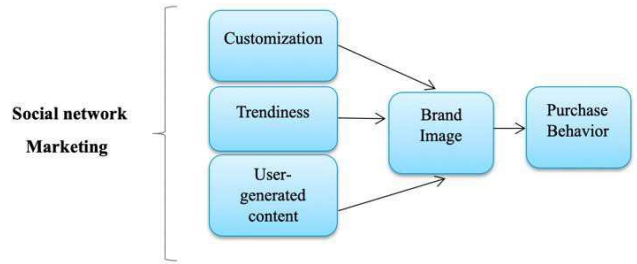 Social network
Marketing
Customization
Trendiness
User-
generated
content
Brand
Image
Purchase
Behavior